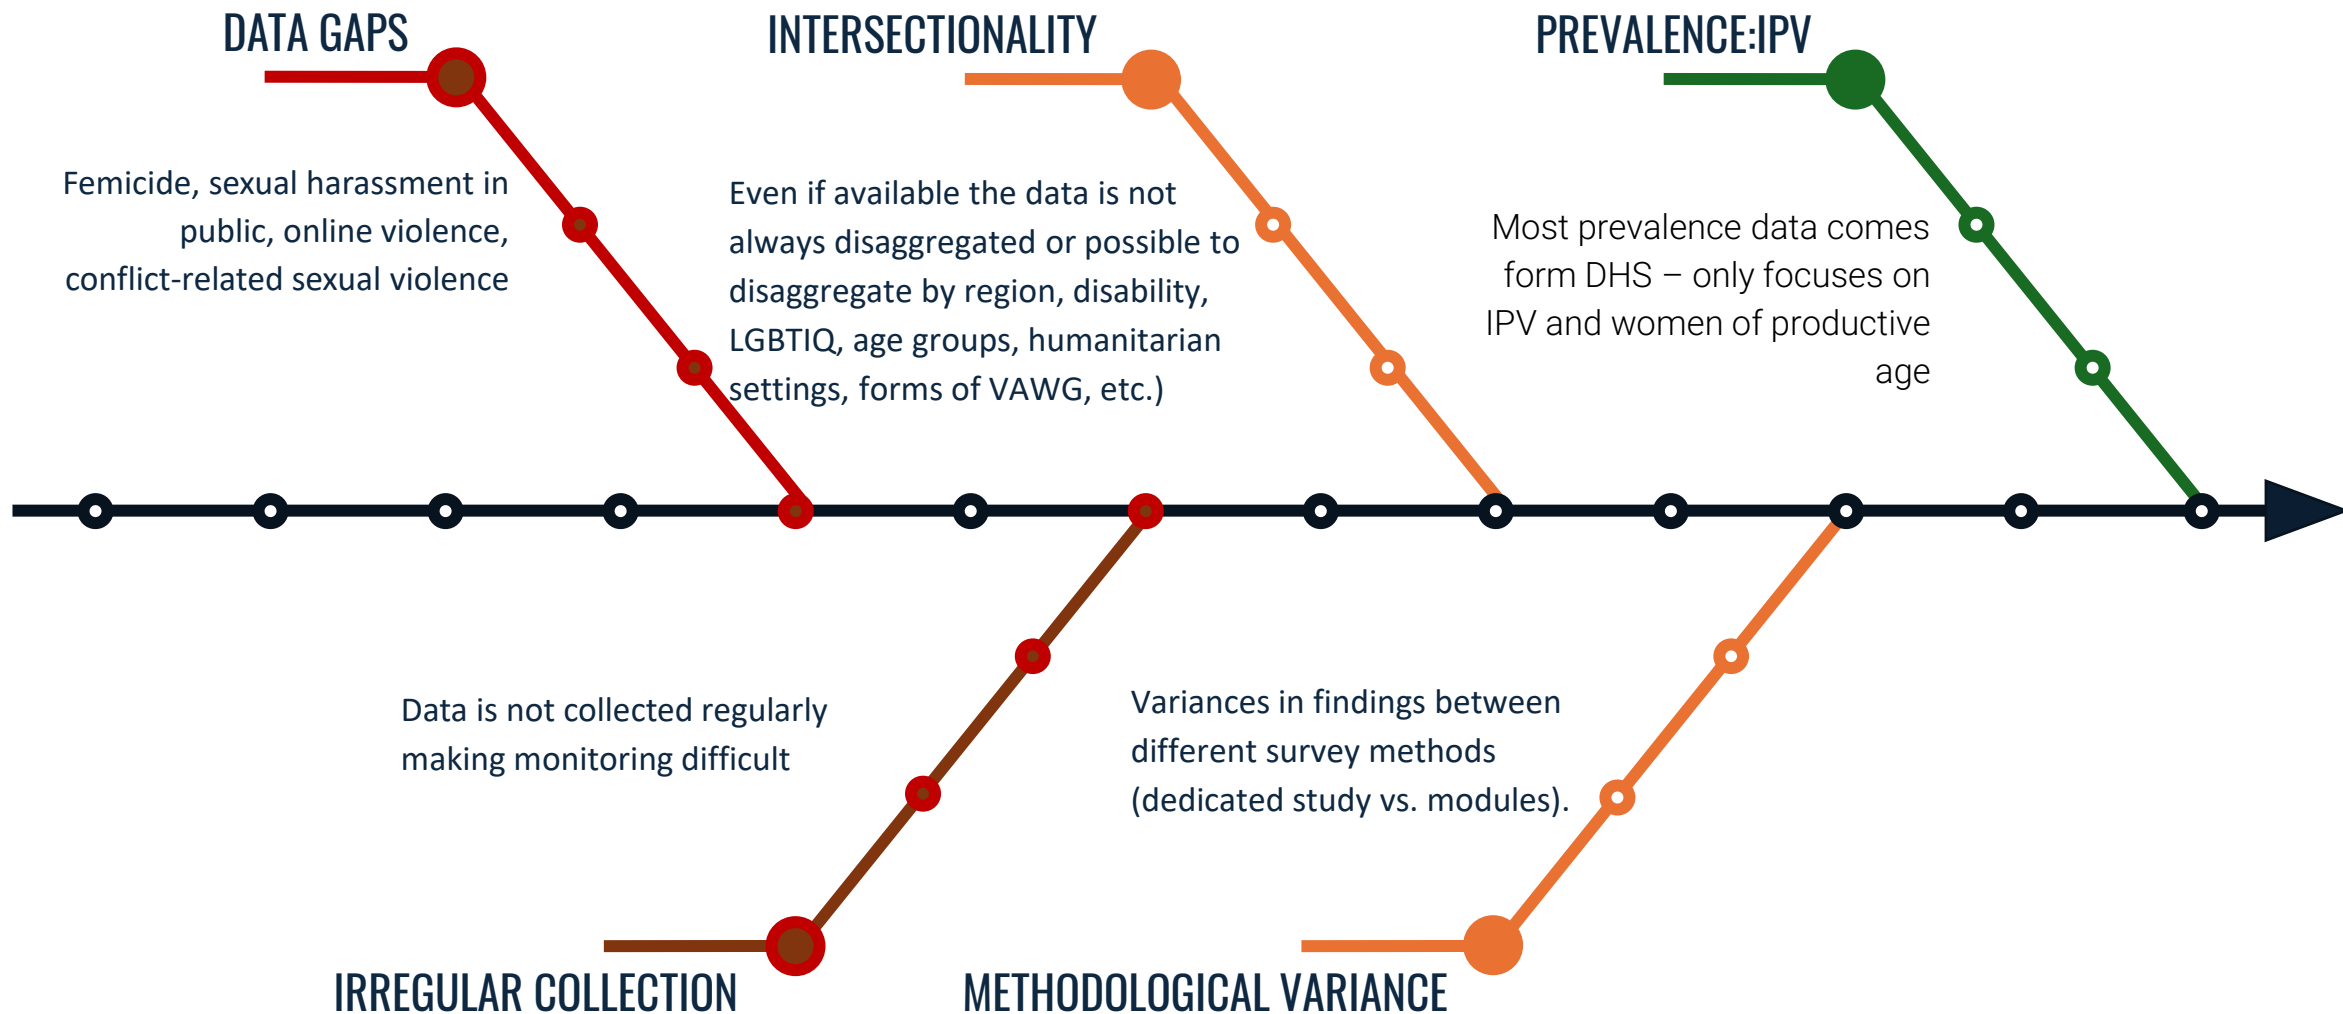 DATA GAPS
Femicide, sexual harassment in
public, online violence,
conflict-related sexual violence
INTERSECTIONALITY
Even if available the data is not
always disaggregated or possible to
disaggregate by region, disability,
LGBTIQ, age groups, humanitarian
settings, forms of VAWG, etc.)
PREVALENCE:IPV
Most prevalence data comes
form DHS – only focuses on
IPV and women of productive
age
Data is not collected regularly
making monitoring difficult
IRREGULAR COLLECTION
Variances in findings between
different survey methods
(dedicated study vs. modules).
METHODOLOGICAL VARIANCE